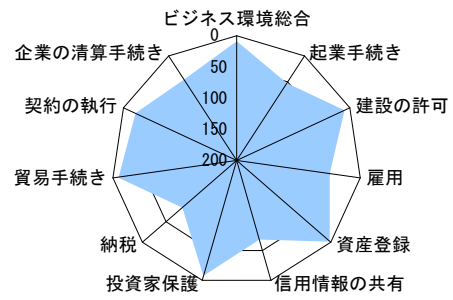 ビジネス環境総合
0
企業の清算手続き
起業手続き
50
契約の執行
100
建設の許可
150
200
貿易手続き
雇用
納税
資産登録
投資家保護
信用情報の共有